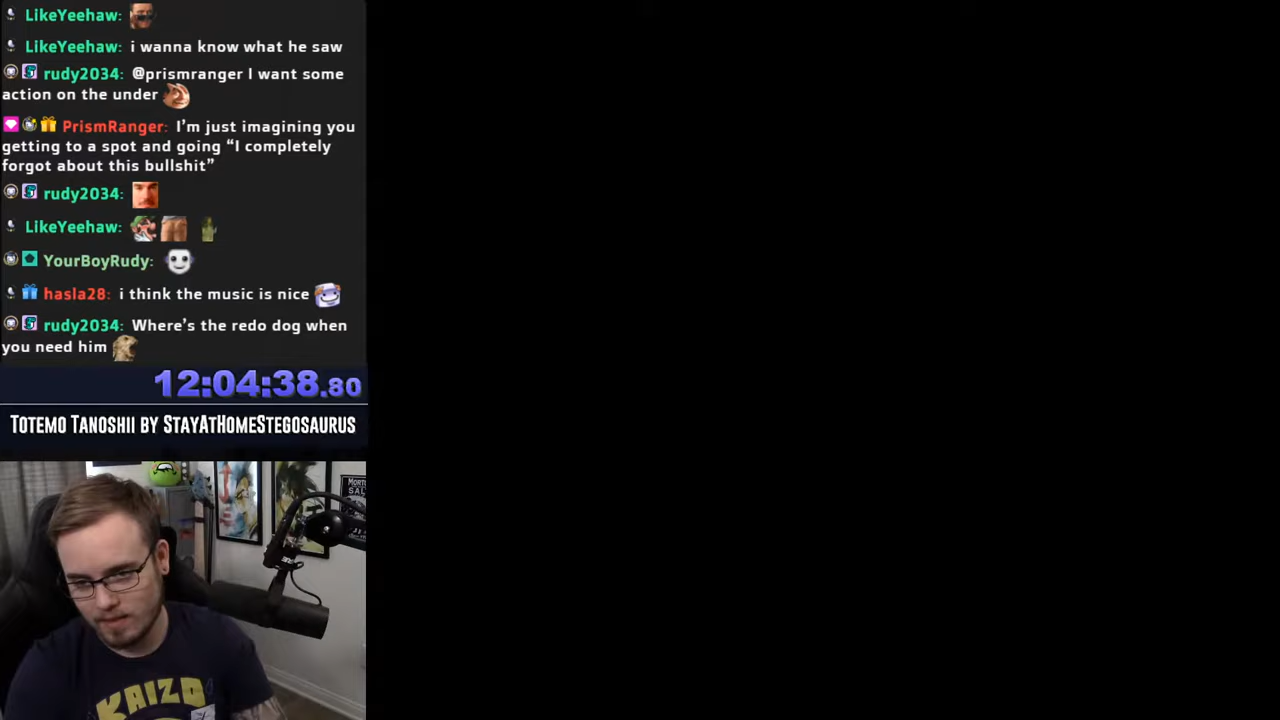 LikeYeehaw:
LikeYeehaw: i wanna know what he saw
rudy2034: @prismranger I want some
action on the under
PrismRanger: I’m just imagining you
getting to a spot and going “I completely
forgot about this bullshit”
rudy2034:
LikeYeehaw:
YourBoyRudy:
hasla28: i think the music is nice
rudy2034: Where’s the redo dog when
you need him
12:04:38.80
TOTEMO TANOSHII BY STAYATHOMESTEGOSAURUS
MORTO
SAL
KAIZO